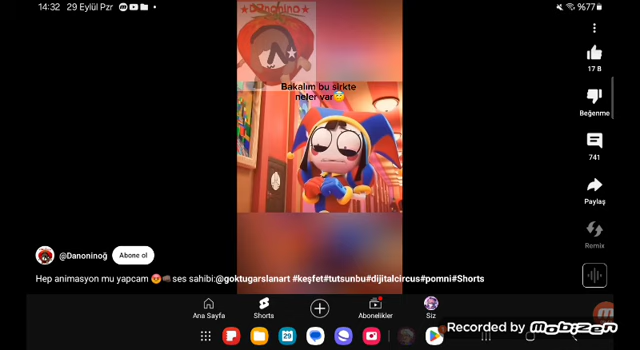 14:32 29 Eylül Pzr
%77
★Danonino★
Bakalım bu sirkte
neler var😇
17 B
Beğenme
741
Paylaş
Remix
@Danoninoğ Abone ol
Hep animasyon mu yapcam 😡👊🏿ses sahibi:@goktugarslanart #keşfet#tutsunbu#dijitalcircus#pomni#Shorts
Ana Sayfa Shorts Abonelikler Siz
29
Recorded by Mobizen